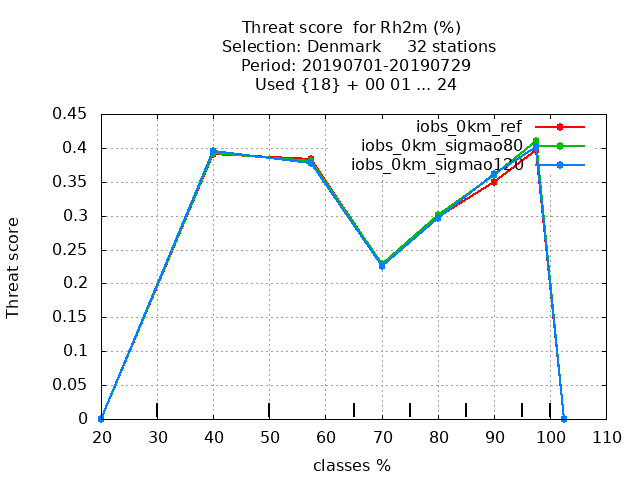 Threat score  for Rh2m (%)
Selection: Denmark     32 stations
Period: 20190701-20190729
Used {18} + 00 01 ... 24
iobs_0km_ref
iobs_0km_sigmao80
iobs_0km_sigmao120
0.45
0.4
0.35
0.3
0.25
0.2
0.15
0.1
0.05
0
Threat score
20 30 40 50 60 70 80 90 100 110
classes %